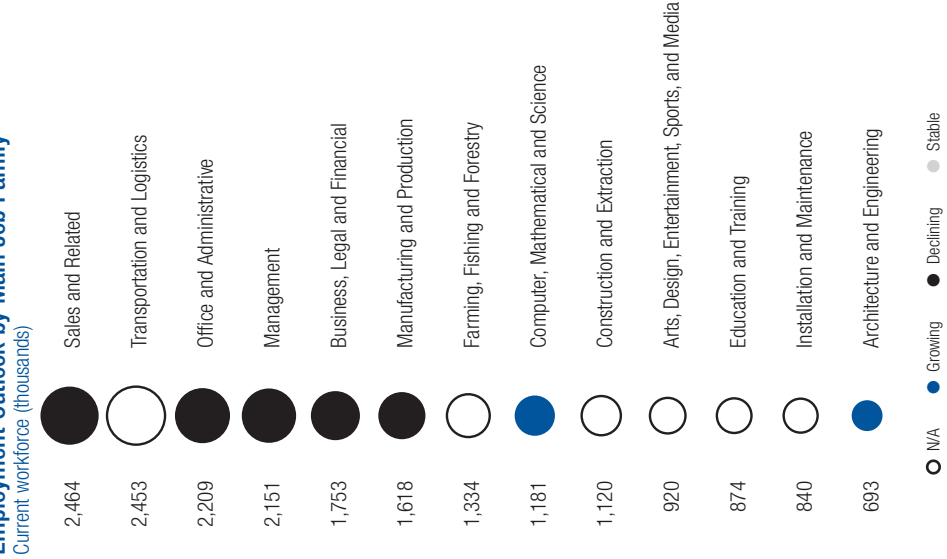 Employment Outlook by Main Job Family
Current workforce (thousands)
2,464 Sales and Related
2,453 Transportation and Logistics
2,209 Office and Administrative
2,151 Management
1,753 Business, Legal and Financial
1,618 Manufacturing and Production
1,334 Farming, Fishing and Forestry
1,181 Computer, Mathematical and Science
1,120 Construction and Extraction
920 Arts, Design, Entertainment, Sports, and Media
874 Education and Training
840 Installation and Maintenance
693 Architecture and Engineering
N/A Growing Declining Stable